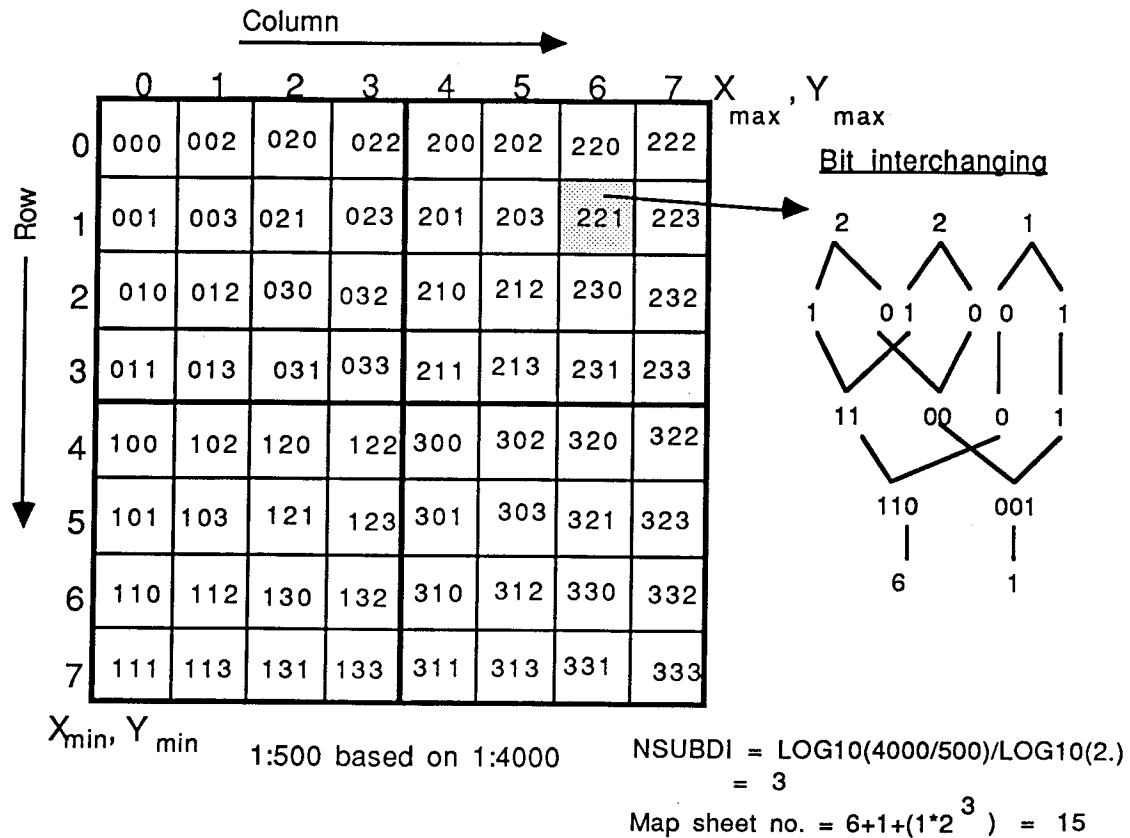 Column
0 1 2 3 4 5 6 7
X max , Y max
Row
0 000 002 020 022 200 202 220 222
1 001 003 021 023 201 203 221 223
2 010 012 030 032 210 212 230 232
3 011 013 031 033 211 213 231 233
4 100 102 120 122 300 302 320 322
5 101 103 121 123 301 303 321 323
6 110 112 130 132 310 312 330 332
7 111 113 131 133 311 313 331 333
X min, Y min
1:500 based on 1:4000
Bit interchanging
2 2 1
1 0 1 0 0 1
11 00 0 1
110 001
6 1
NSUBDI = LOG10(4000/500)/LOG10(2.)
= 3
Map sheet no. = 6+1+(1*2 3 ) = 15